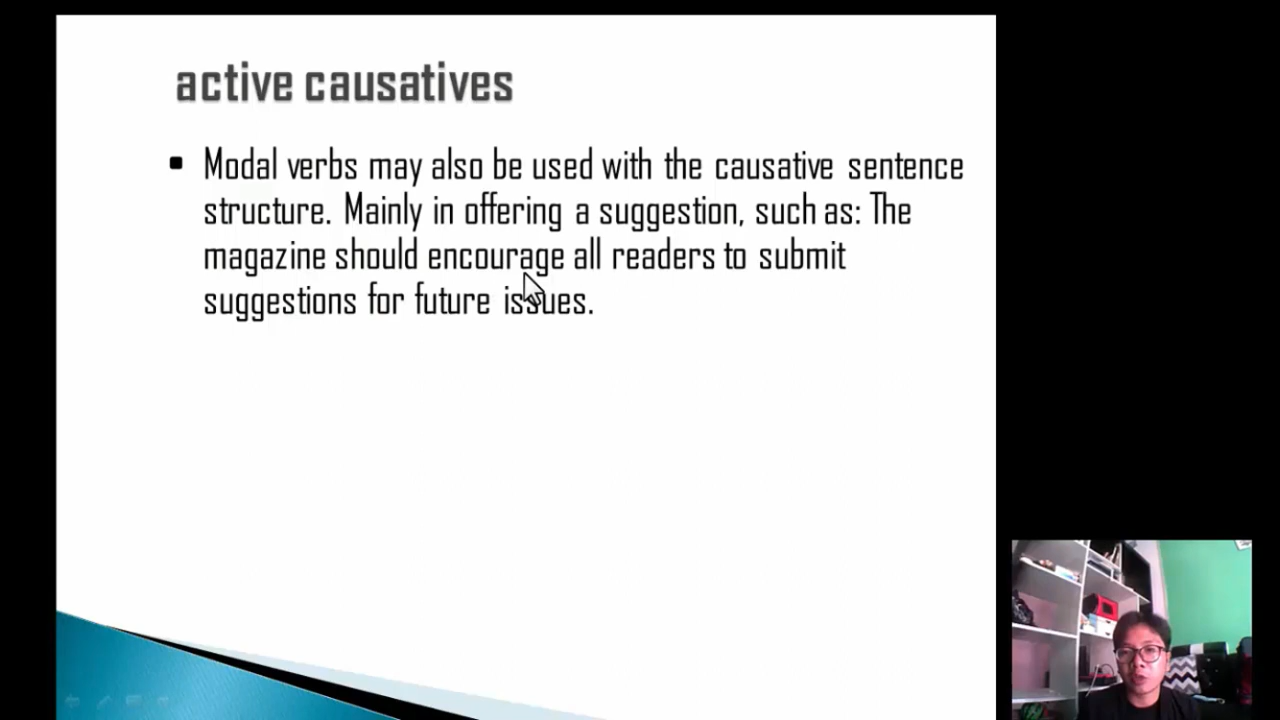 active causatives
Modal verbs may also be used with the causative sentence
structure. Mainly in offering a suggestion, such as: The
magazine should encourage all readers to submit
suggestions for future issues.